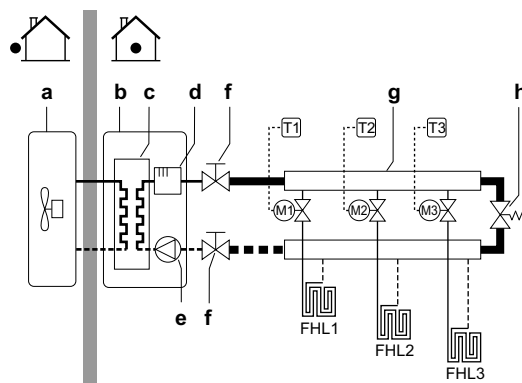 a b c d f g h
T1 T2 T3
M1 M2 M3
e f
FHL1
FHL2
FHL3